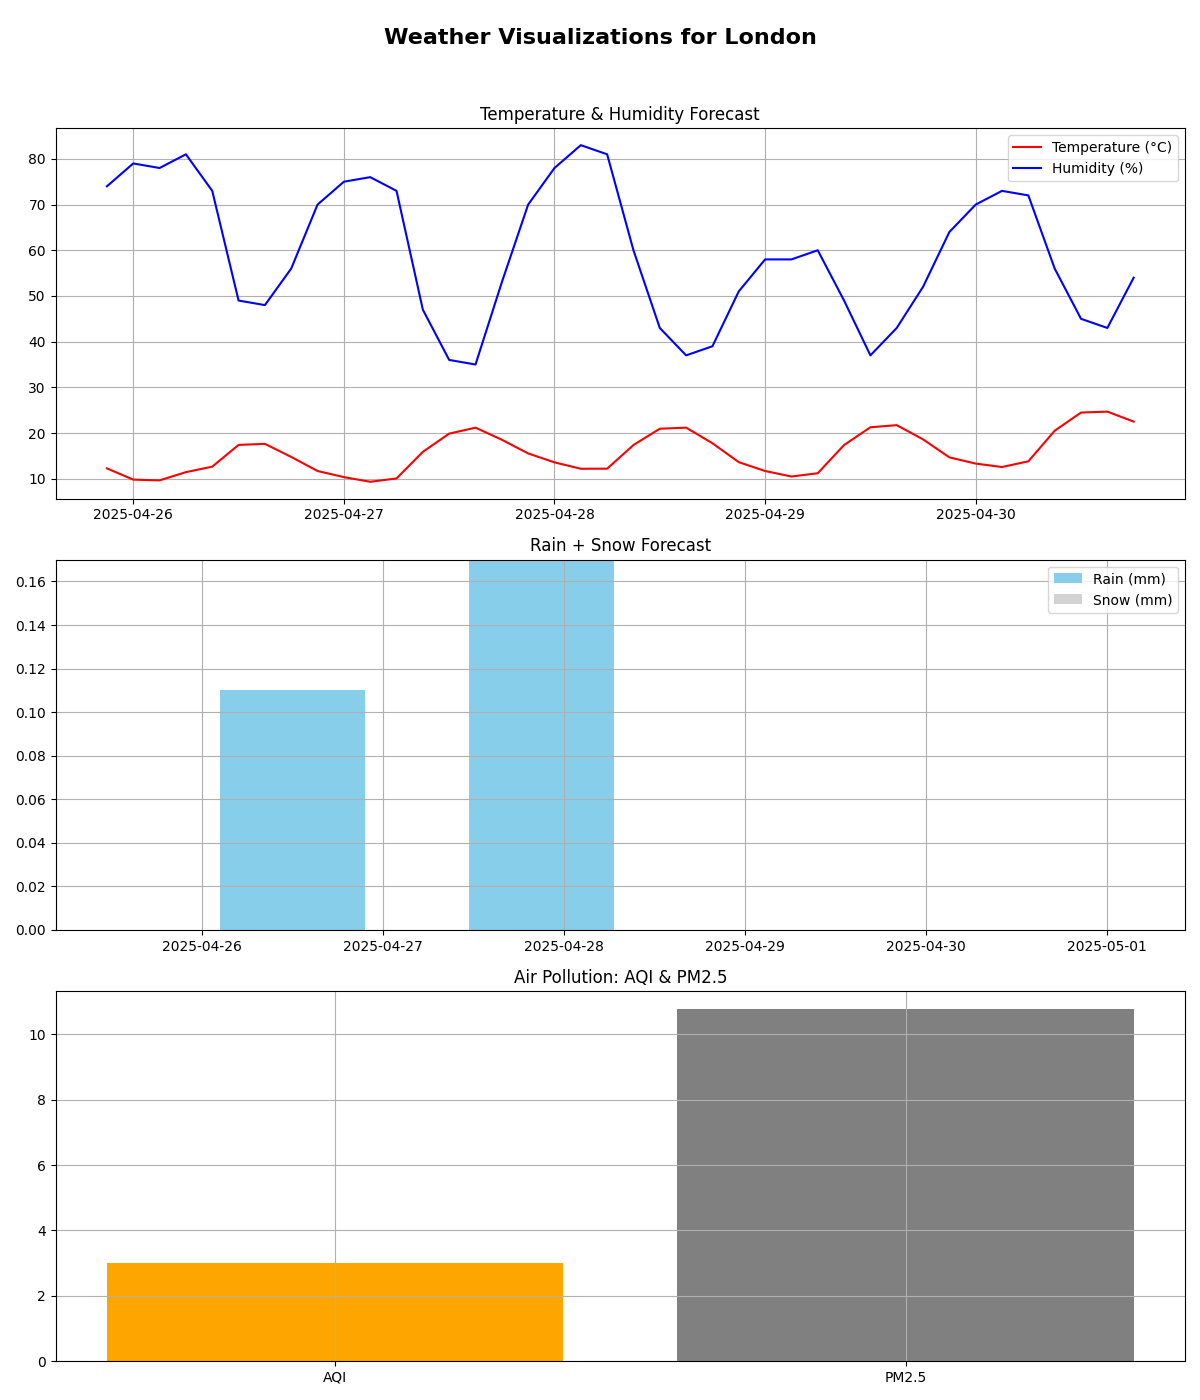 Weather Visualizations for London
Temperature & Humidity Forecast
Temperature (°C)
Humidity (%)
80
70
60
50
40
30
20
10
2025-04-26 2025-04-27 2025-04-28 2025-04-29 2025-04-30
Rain + Snow Forecast
Rain (mm)
Snow (mm)
0.16
0.14
0.12
0.10
0.08
0.06
0.04
0.02
0.00
2025-04-26 2025-04-27 2025-04-28 2025-04-29 2025-04-30 2025-05-01
Air Pollution: AQI & PM2.5
10
8
6
4
2
0
AQI PM2.5